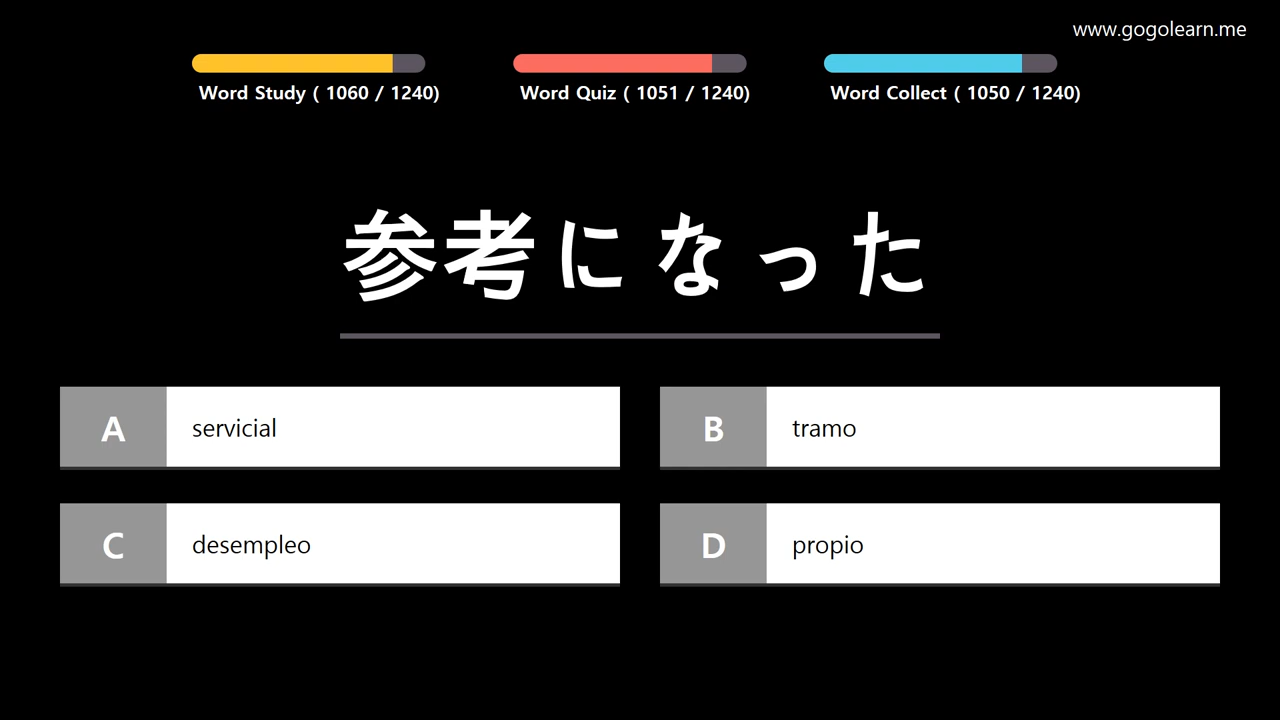 www.gogolearn.me
Word Study ( 1060 / 1240)
Word Quiz ( 1051 / 1240)
Word Collect ( 1050 / 1240)
参考になった
A servicial
B tramo
C desempleo
D propio